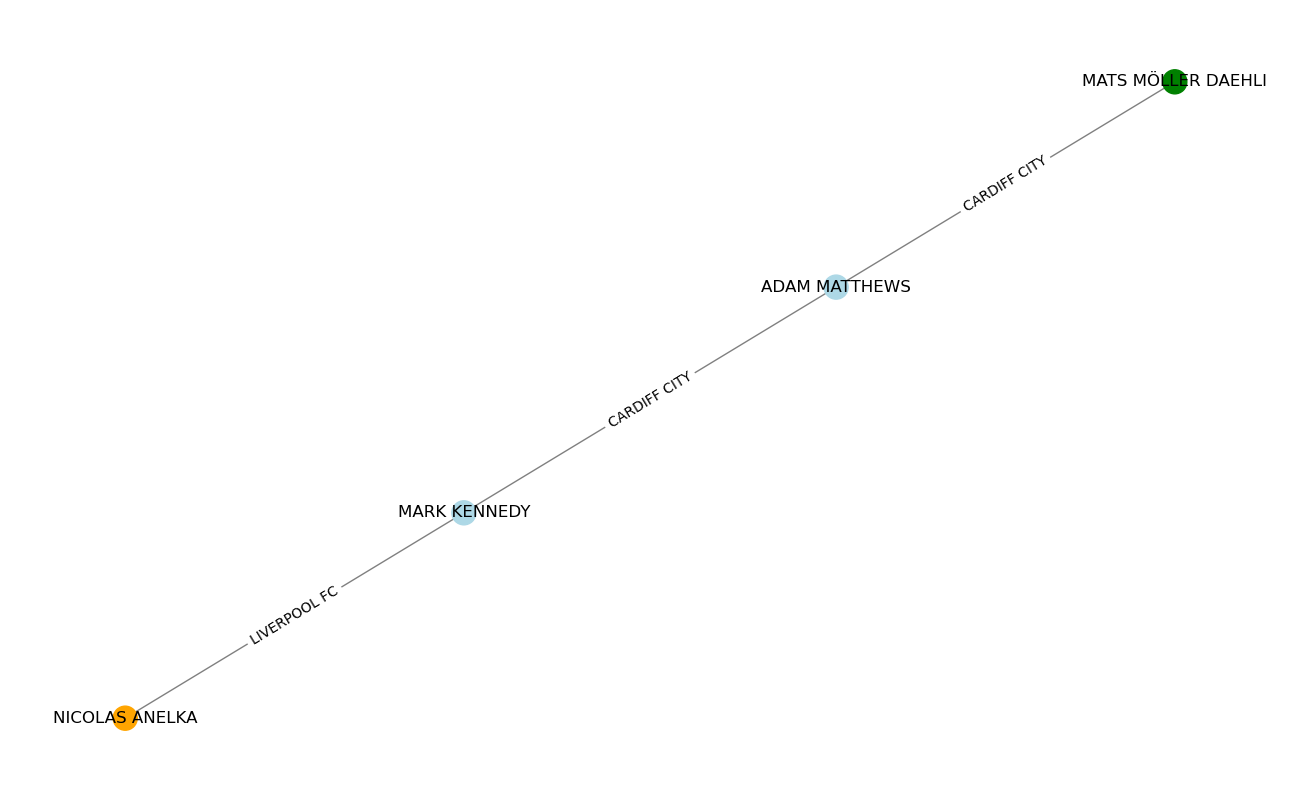 MATS MÖLLER DAEHLI
CARDIFF CITY
ADAM MATTHEWS
CARDIFF CITY
MARK KENNEDY
LIVERPOOL FC
NICOLAS ANELKA